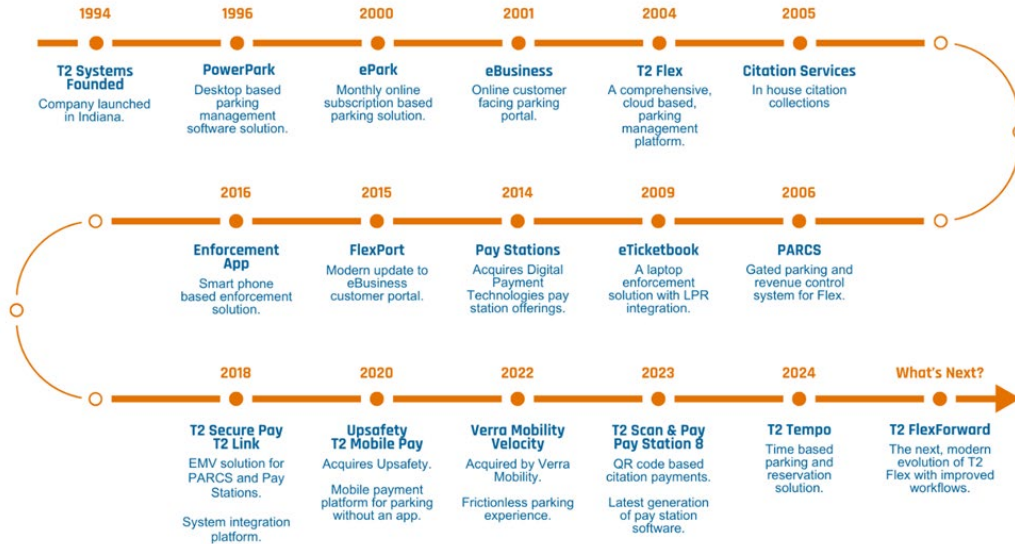 1994
T2 Systems
Founded
Company launched
in Indiana.
1996
PowerPark
Desktop based
parking
management
software solution.
2000
ePark
Monthly online
subscription based
parking solution.
2001
eBusiness
Online customer
facing parking
portal.
2004
T2 Flex
A comprehensive,
cloud based,
parking
management
platform.
2005
Citation Services
In house citation
collections
2006
PARCS
Gated parking and
revenue control
system for Flex.
2009
eTicketbook
A laptop
enforcement
solution with LPR
integration.
2014
Pay Stations
Acquires Digital
Payment
Technologies pay
station offerings.
2015
FlexPort
Modern update to
eBusiness
customer portal.
2016
Enforcement
App
Smart phone
based enforcement
solution.
2018
T2 Secure Pay
T2 Link
EMV solution for
PARCS and Pay
Stations.
System integration
platform.
2020
Upsafety
T2 Mobile Pay
Acquires Upsafety.
Mobile payment
platform for parking
without an app.
2022
Verra Mobility
Velocity
Acquired by Verra
Mobility.
Frictionless parking
experience.
2023
T2 Scan & Pay
Pay Station 8
QR code based
citation payments.
Latest generation
of pay station
software.
2024
T2 Tempo
Time based
parking and
reservation
solution.
What's Next?
T2 FlexForward
The next, modern
evolution of T2
Flex with improved
workflows.